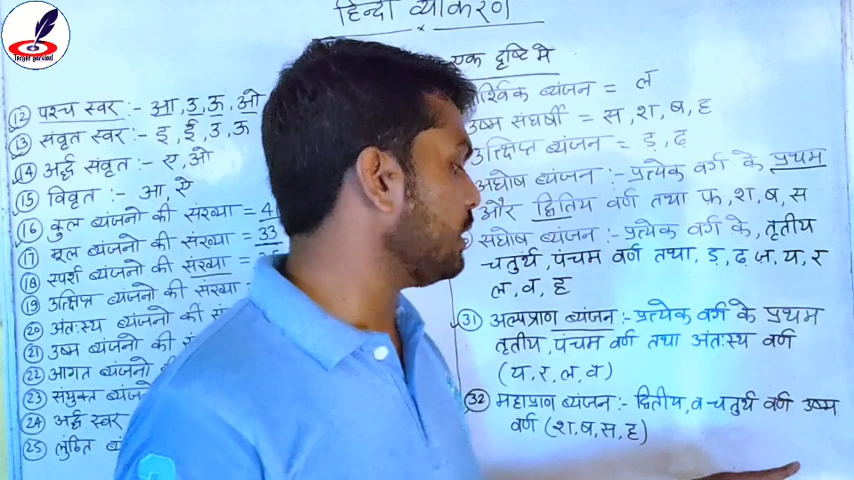 हिन्दी व्याकरण
एक दृष्टि मे
(12) पश्च स्वर :- आ, उ, ऊ, ओ
(13) संवृत स्वर :- इ, ई, उ, ऊ
(14) अर्द्ध संवृत :- ए, ओ
(15) विवृत :- आ, ऐ
(16) कुल व्यंजनो की संख्या =
(17) मूल व्यंजनो की संख्या = 33
(18) स्पर्श व्यंजनो की संख्या =
(19) उत्क्षिप्त व्यंजनो की संख्या =
(20) अंतःस्थ व्यंजनो की
(21) उष्म व्यंजनो की
(22) आगत व्यंजनो
(23) संयुक्त
(24) अर्द्ध स्वर
(25) लुंठित
व्यंजन = ल
उष्म संघर्षी = स, श, ष, ह
उत्क्षिप्त व्यंजन = ड़, ढ़
अघोष व्यंजन :- प्रत्येक वर्ग के प्रथम
और द्वितिय वर्ण तथा फ़, श, ष, स
सघोष व्यंजन :- प्रत्येक वर्ग के, तृतीय
चतुर्थ, पंचम वर्ण तथा, ड़, ढ़ ज़, य, र
ल, व, ह
(31) अल्पप्राण व्यंजन :- प्रत्येक वर्ग के प्रथम
तृतीय, पंचम वर्ण तथा अंतःस्थ वर्ण
(य, र, ल, व)
(32) महाप्राण व्यंजन :- द्वितीय, व चतुर्थ वर्ण उष्म
वर्ण (श, ष, स, ह)